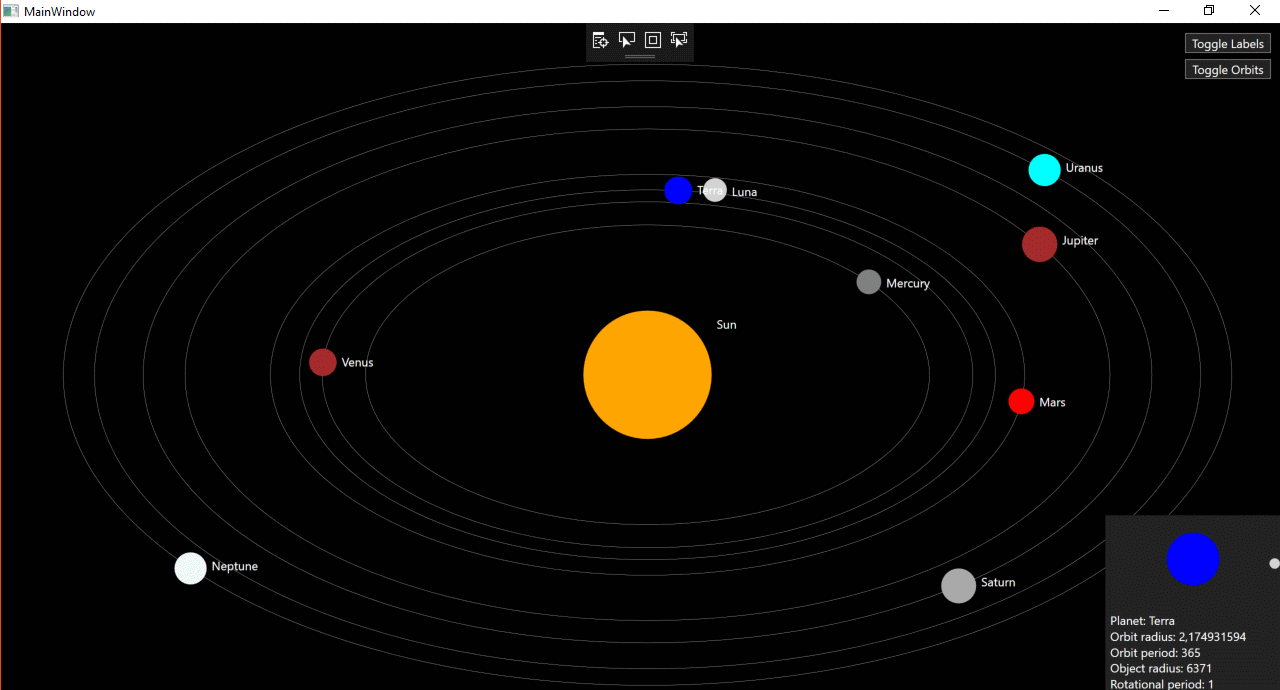 MainWindow
Toggle Labels
Toggle Orbits
Uranus
Terra
Luna
Jupiter
Mercury
Sun
Venus
Mars
Neptune
Saturn
Planet: Terra
Orbit radius: 2,174931594
Orbit period: 365
Object radius: 6371
Rotational period: 1